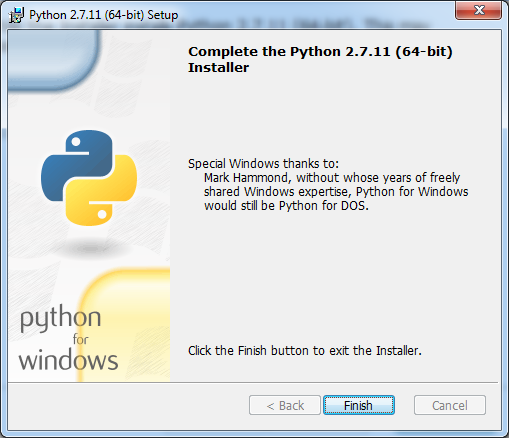 Python 2.7.11 (64-bit) Setup
Complete the Python 2.7.11 (64-bit)
Installer
Special Windows thanks to:
Mark Hammond, without whose years of freely
shared Windows expertise, Python for Windows
would still be Python for DOS.
python
for
windows
Click the Finish button to exit the Installer.
< Back
Finish
Cancel